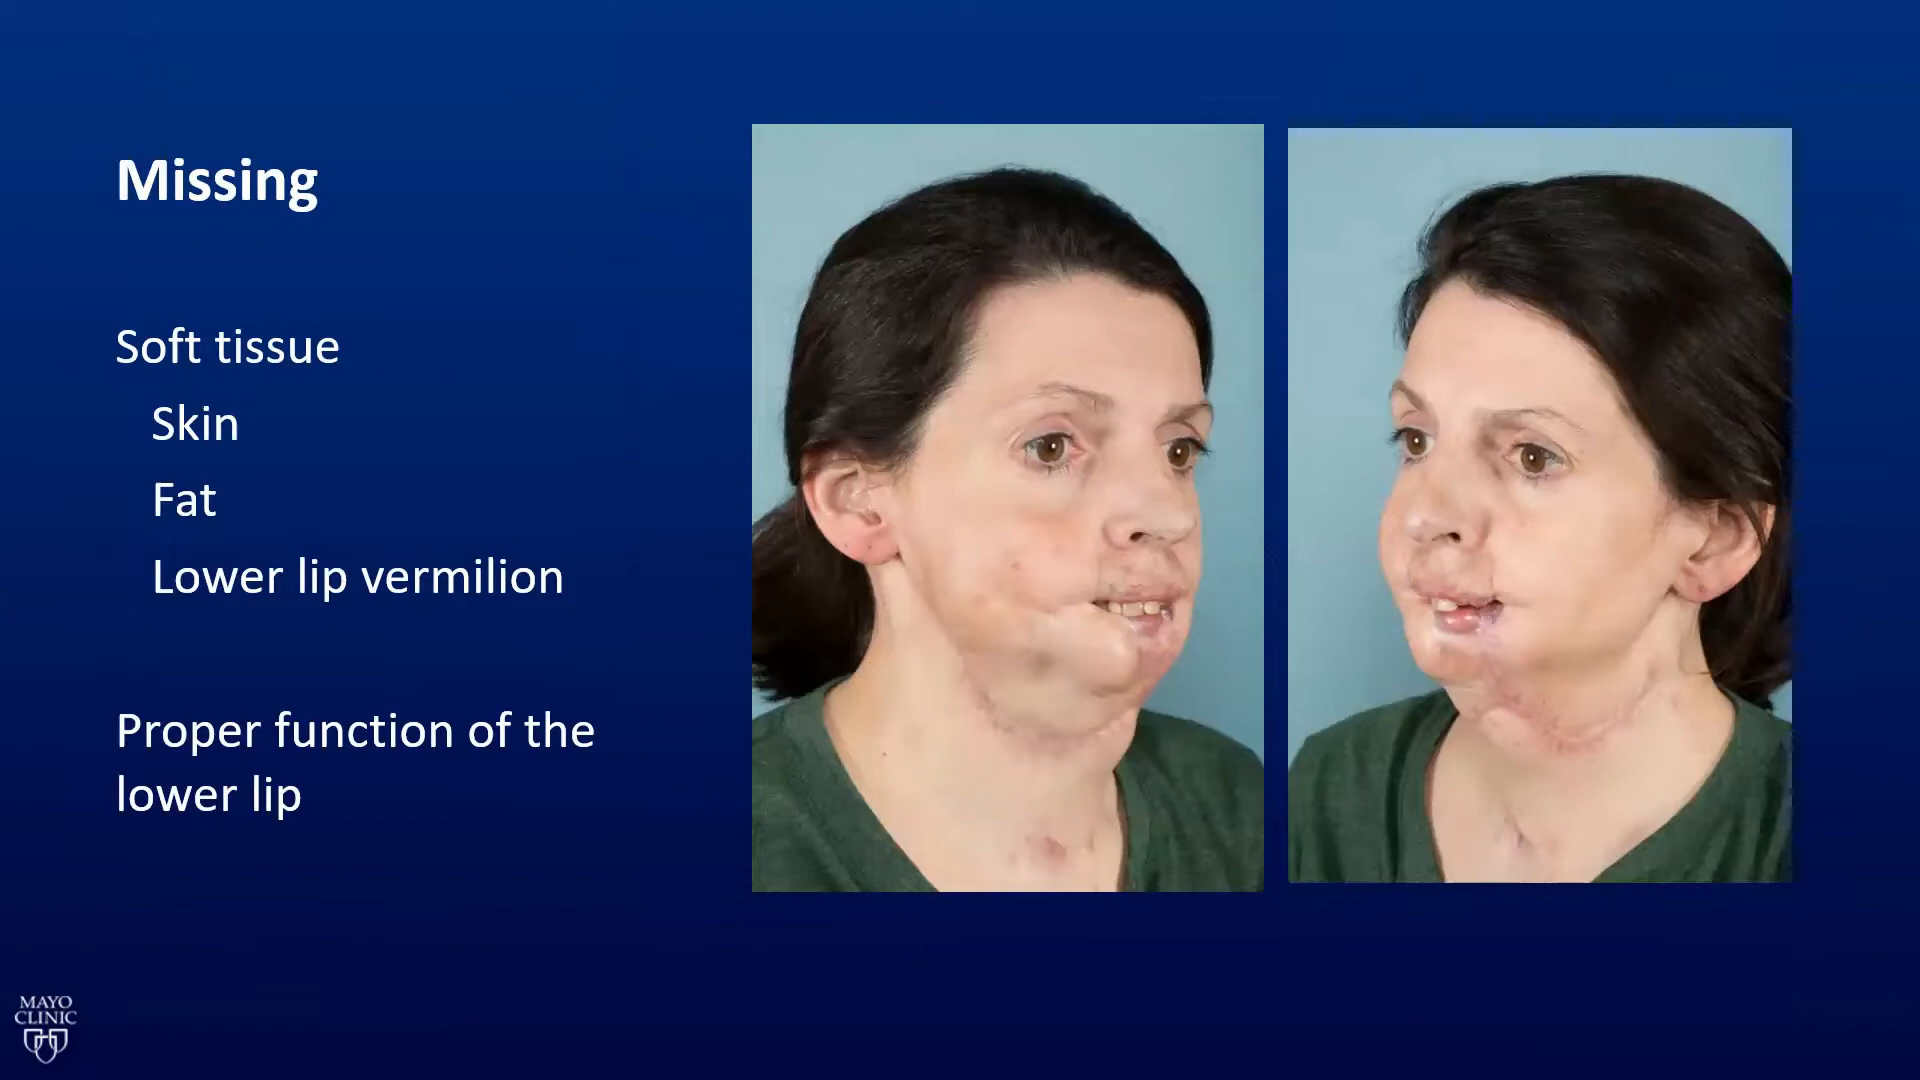 Missing
Soft tissue
Skin
Fat
Lower lip vermilion
Proper function of the
lower lip
MAYO
CLINIC